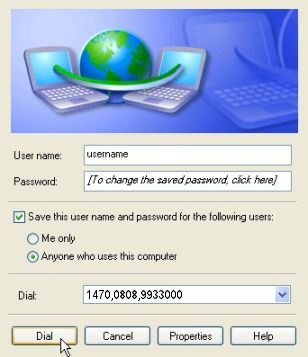 User name: username
Password: [To change the saved password, click here]
Save this user name and password for the following users:
Me only
Anyone who uses this computer
Dial: 1470,0808,9933000
Dial Cancel Properties Help